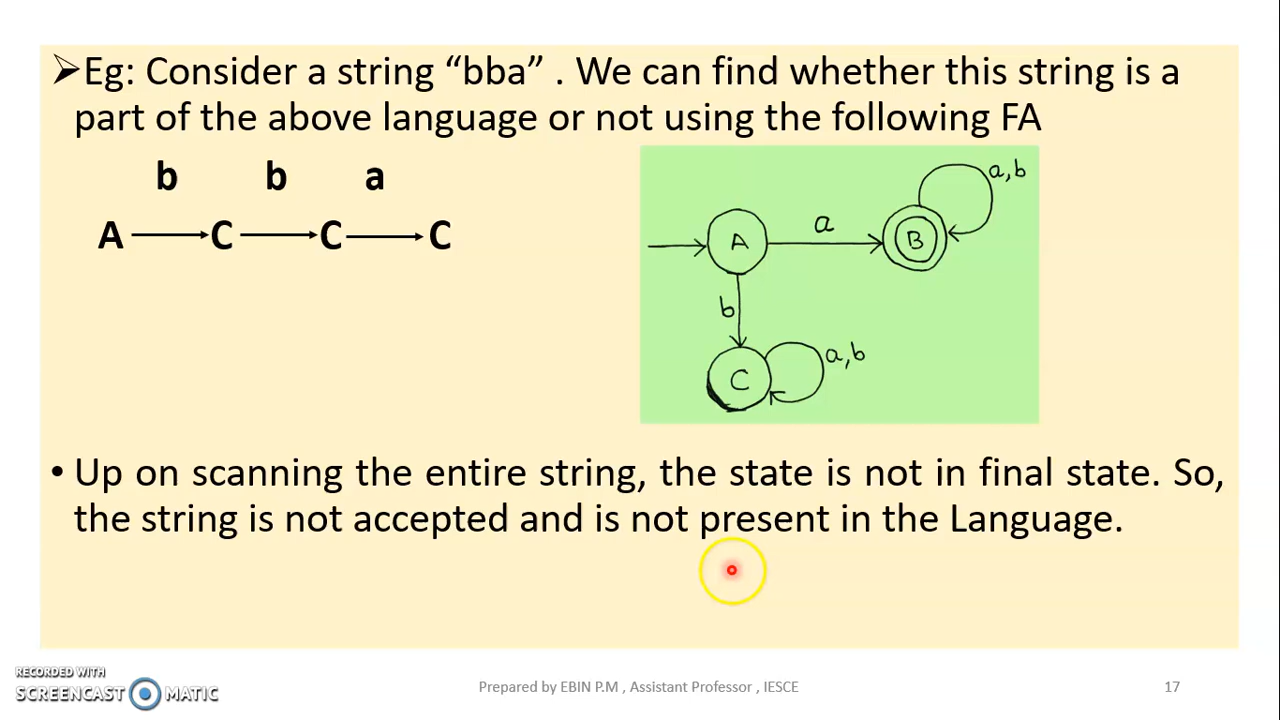 ➢Eg: Consider a string “bba” . We can find whether this string is a
part of the above language or not using the following FA
b b a
A C C C
a,b
A a B
b
C a,b
• Up on scanning the entire string, the state is not in final state. So,
the string is not accepted and is not present in the Language.
RECORDED WITH
SCREENCAST MATIC
Prepared by EBIN P.M , Assistant Professor , IESCE
17